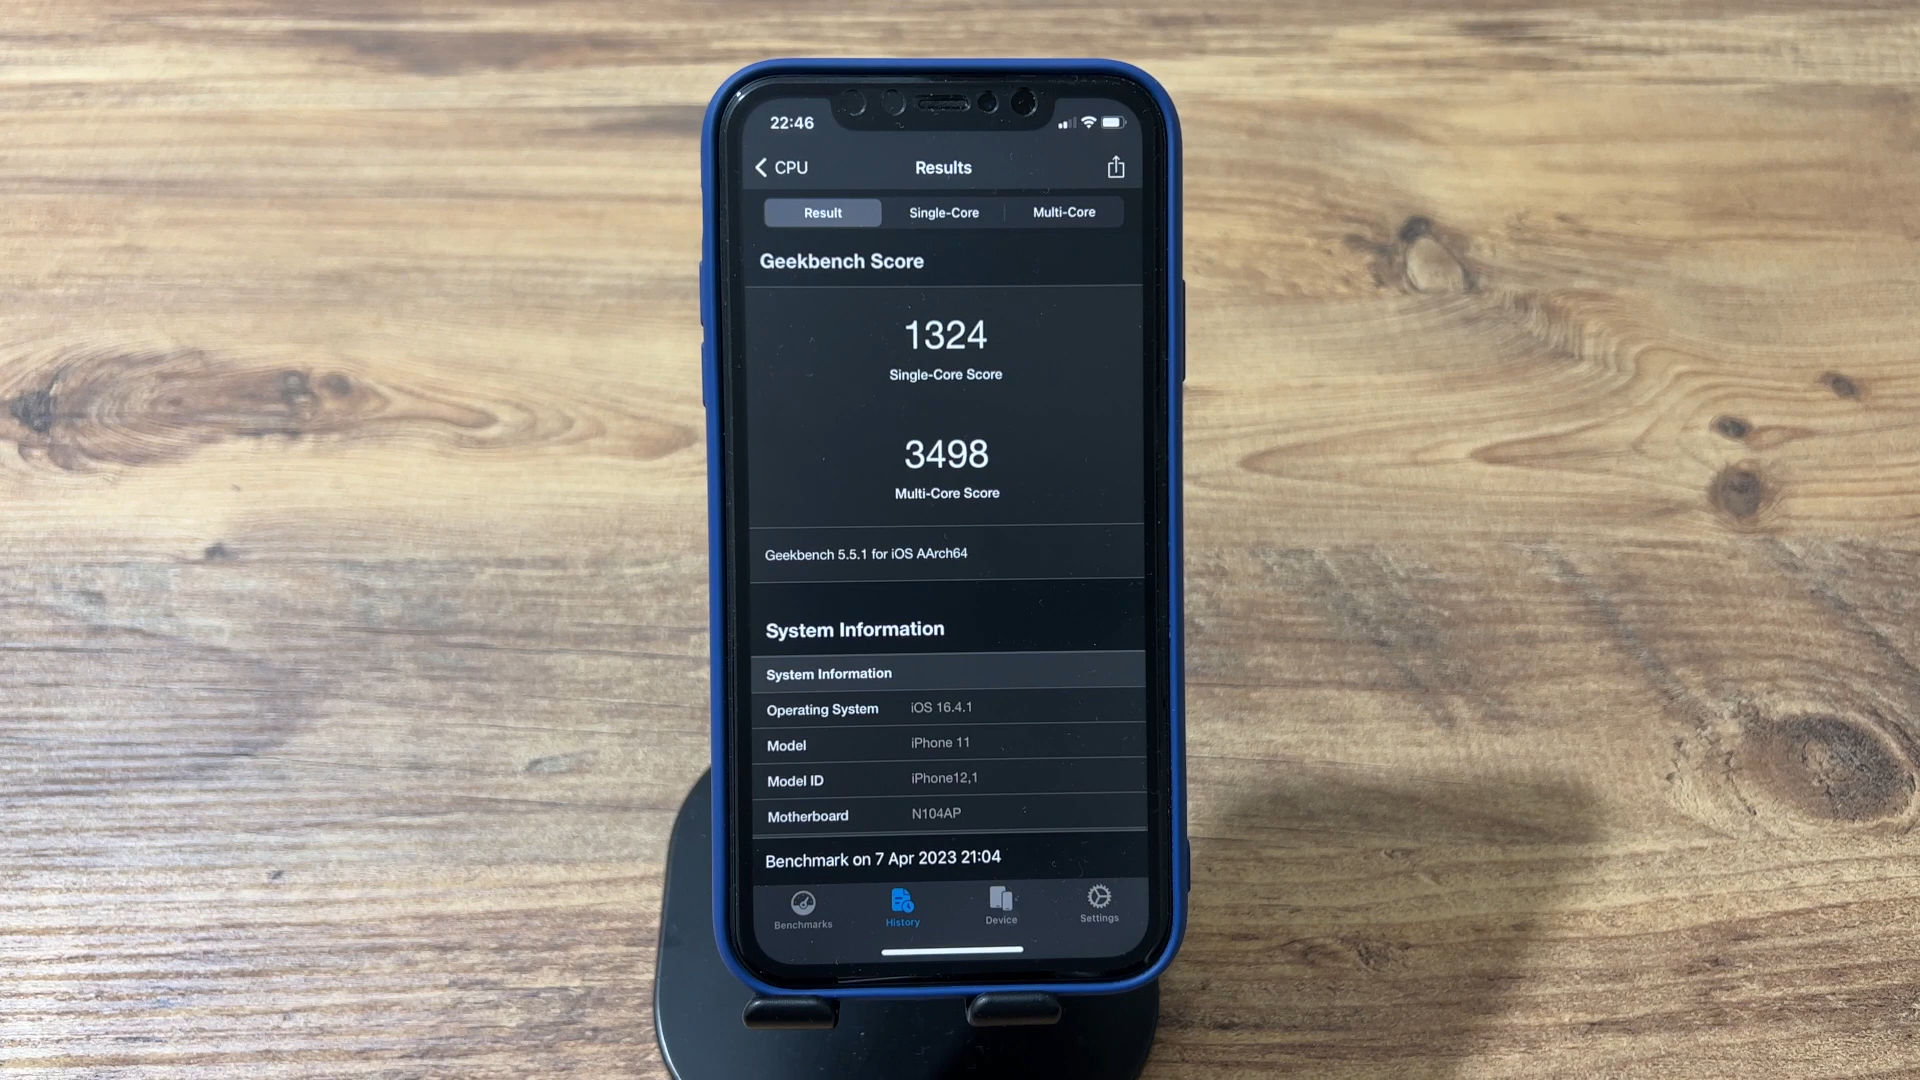 22:46
CPU Results
Result Single-Core Multi-Core
Geekbench Score
1324
Single-Core Score
3498
Multi-Core Score
Geekbench 5.5.1 for iOS AArch64
System Information
System Information
Operating System iOS 16.4.1
Model iPhone 11
Model ID iPhone12,1
Motherboard N104AP
Benchmark on 7 Apr 2023 21:04
Benchmarks History Device Settings